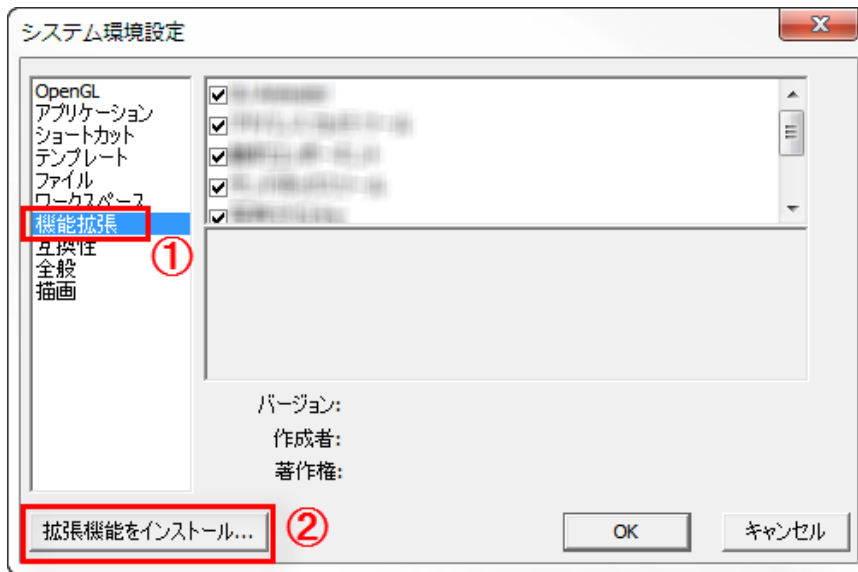 システム環境設定
OpenGL
アプリケーション
ショートカット
テンプレート
ファイル
ワークスペース
機能拡張
①
互換性
全般
描画
バージョン:
作成者:
著作権:
拡張機能をインストール...
②
OK
キャンセル